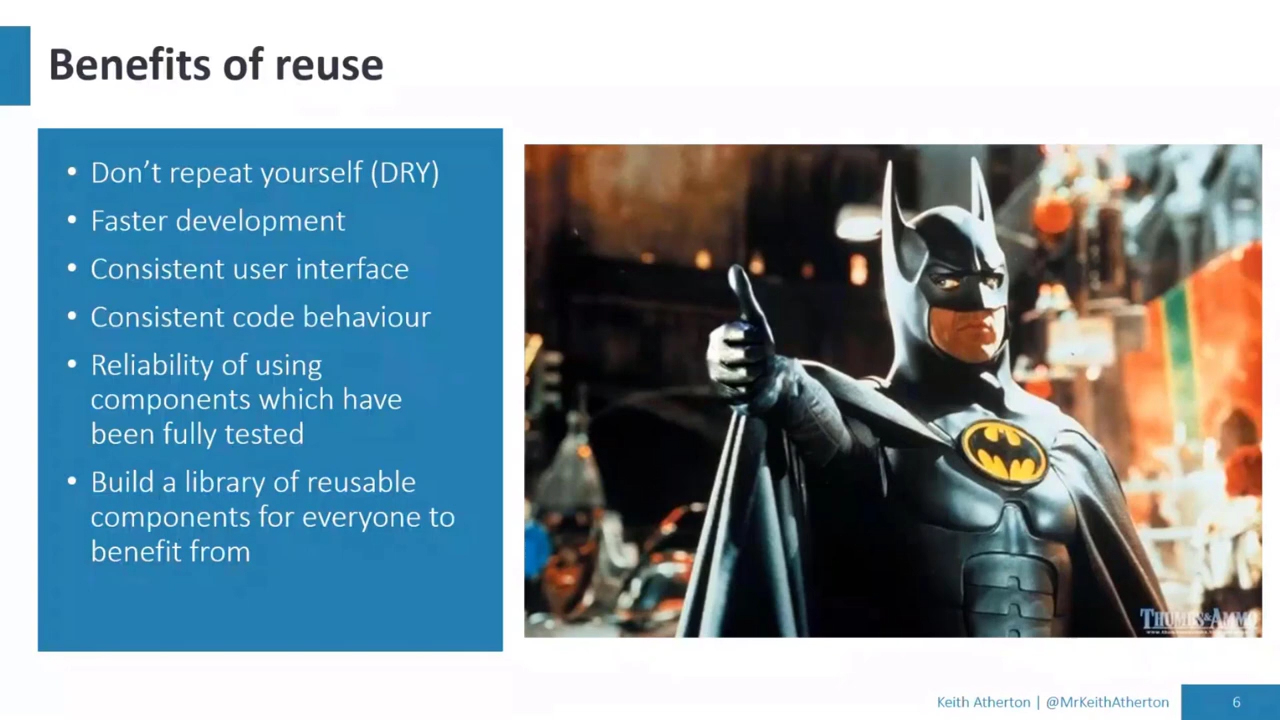 Benefits of reuse
• Don’t repeat yourself (DRY)
• Faster development
• Consistent user interface
• Consistent code behaviour
• Reliability of using
components which have
been fully tested
• Build a library of reusable
components for everyone to
benefit from
THUMBS&AMMO
Keith Atherton | @MrKeithAtherton
6